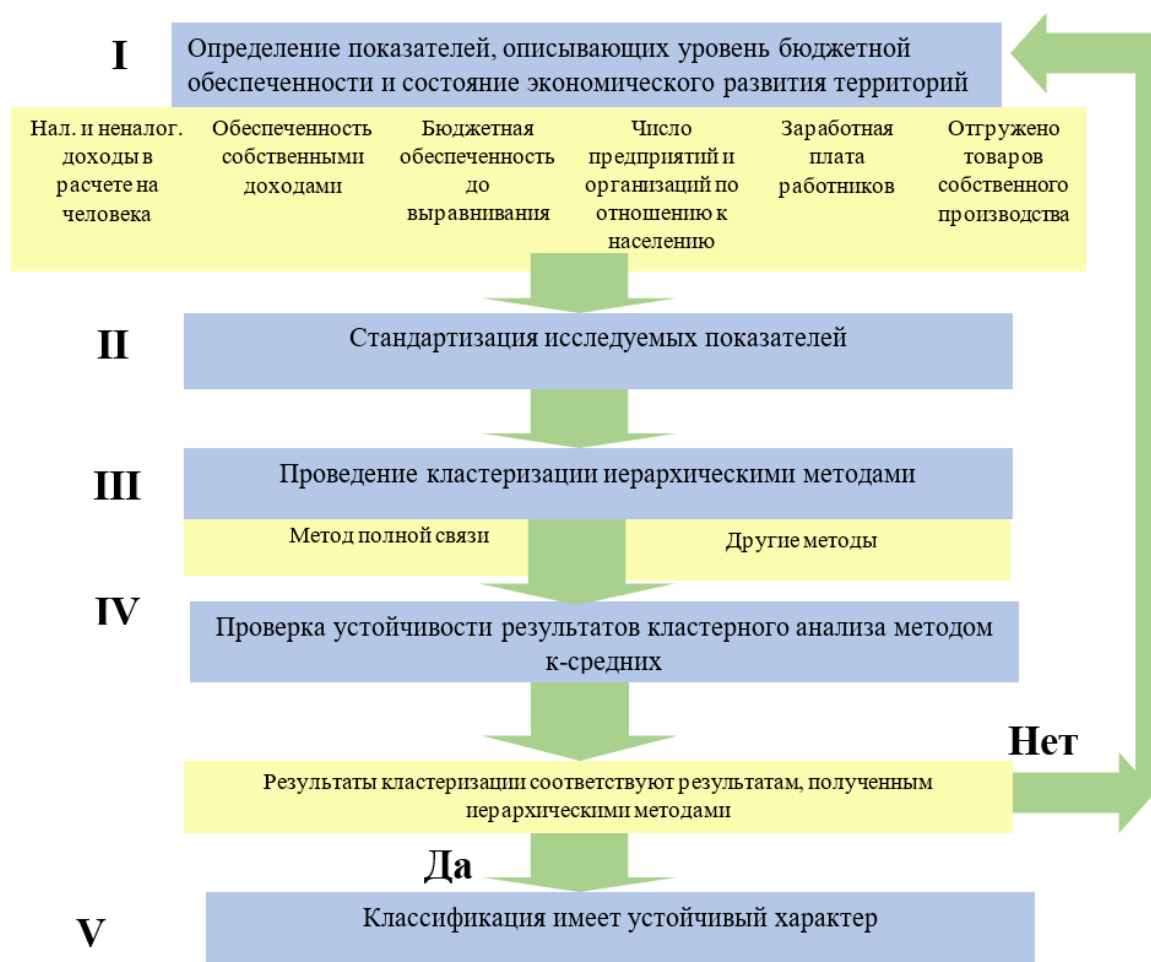 I
Определение показателей, описывающих уровень бюджетной
обеспеченности и состояние экономического развития территорий
Нал. и неналог.
доходы в
расчете на
человека
Обеспеченность
собственными
доходами
Бюджетная
обеспеченность
до
выравнивания
Число
предприятий и
организаций по
отношению к
населению
Заработная
плата
работников
Отгружено
товаров
собственного
производства
II
Стандартизация исследуемых показателей
III
Проведение кластеризации иерархическими методами
Метод полной связи
Другие методы
IV
Проверка устойчивости результатов кластерного анализа методом
к-средних
Нет
Результаты кластеризации соответствуют результатам, полученным
иерархическими методами
Да
V
Классификация имеет устойчивый характер